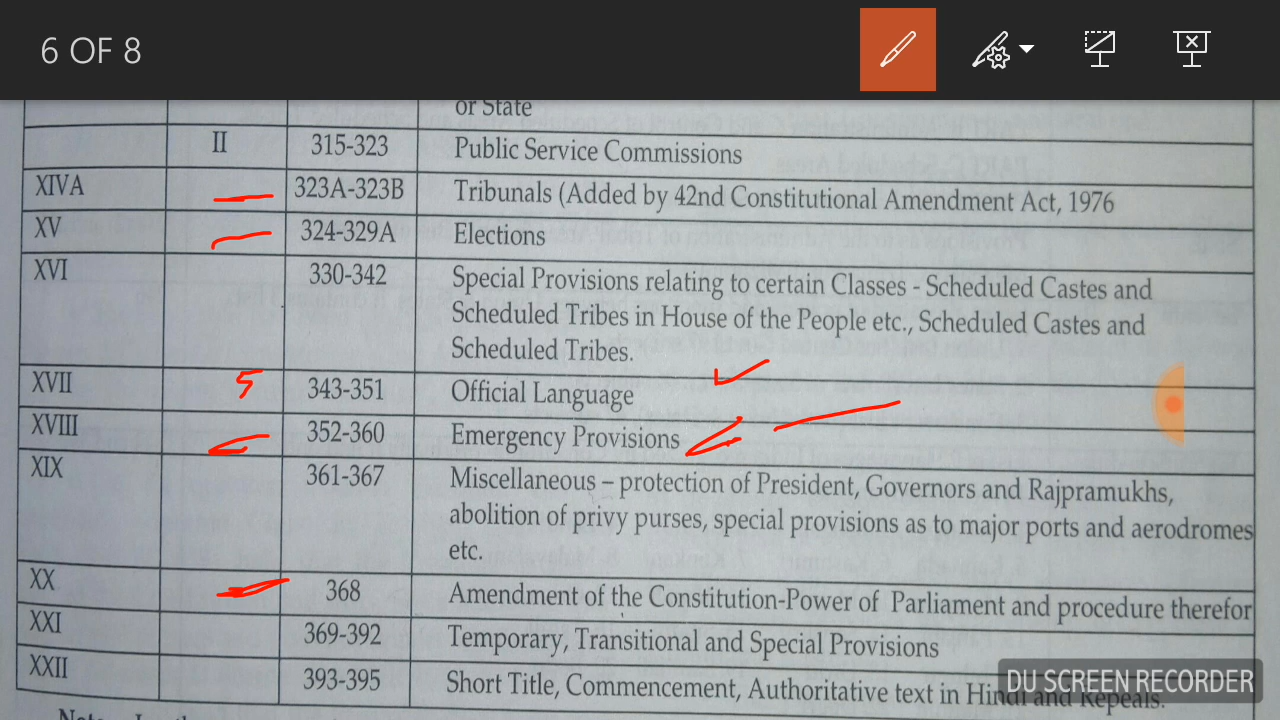 6 OF 8
or State
II 315-323 Public Service Commissions
XIVA 323A-323B Tribunals (Added by 42nd Constitutional Amendment Act, 1976
XV 324-329A Elections
XVI 330-342 Special Provisions relating to certain Classes - Scheduled Castes and
Scheduled Tribes in House of the People etc., Scheduled Castes and
Scheduled Tribes.
XVII 5 343-351 Official Language
XVIII 352-360 Emergency Provisions
XIX 361-367 Miscellaneous – protection of President, Governors and Rajpramukhs,
abolition of privy purses, special provisions as to major ports and aerodromes
etc.
XX 368 Amendment of the Constitution-Power of Parliament and procedure therefor
XXI 369-392 Temporary, Transitional and Special Provisions
XXII 393-395 Short Title, Commencement, Authoritative text in Hindi and Repeals.
DU SCREEN RECORDER